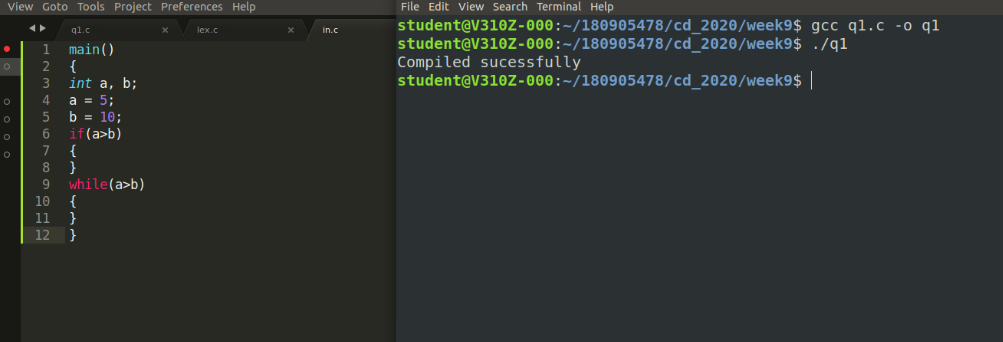 View Goto Tools Project Preferences Help
q1.c × lex.c × in.c
1 main()
2 {
3 int a, b;
4 a = 5;
5 b = 10;
6 if(a>b)
7 {
8 }
9 while(a>b)
10 {
11 }
12 }
File Edit View Search Terminal Help
student@V310Z-000:~/180905478/cd_2020/week9$ gcc q1.c -o q1
student@V310Z-000:~/180905478/cd_2020/week9$ ./q1
Compiled sucessfully
student@V310Z-000:~/180905478/cd_2020/week9$